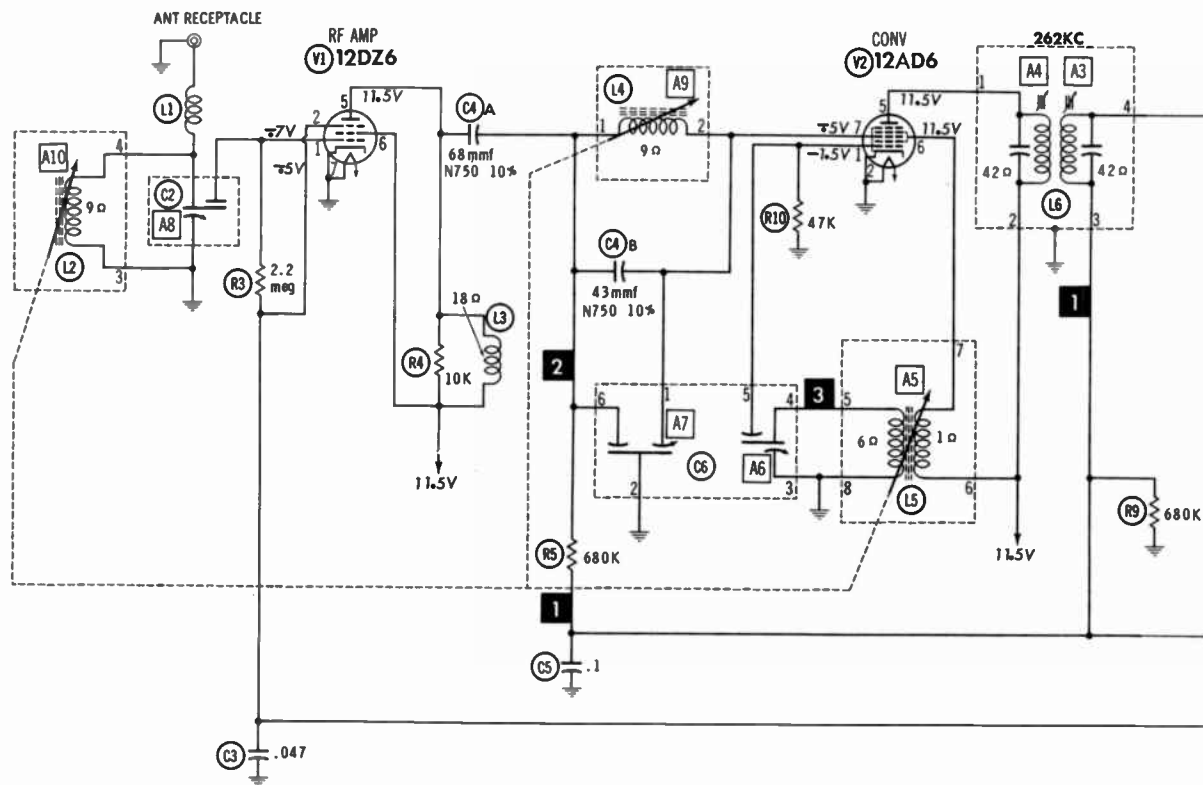 ANT RECEPTACLE
RF AMP
V1 12DZ6
CONV
V2 12AD6
262KC
1
A4
A3
4
L1
A10
4
9Ω
L2
3
C2
A8
.7V
2
1
.5V
5
11.5V
6
C4 A
68mmf
N750 10%
R3
2.2
meg
18Ω
L3
R4
10K
11.5V
L4
A9
1
2
9Ω
C4 B
43mmf
N750 10%
.5V
7
-1.5V
1
2
5
11.5V
11.5V
6
R10
47K
42Ω
42Ω
2
L6
3
1
2
6
1
A7
C6
2
5
4
A6
3
3
5
A5
7
6Ω
1Ω
8
L5
6
11.5V
R9
680K
R5
680K
1
C5
.1
C3
.047